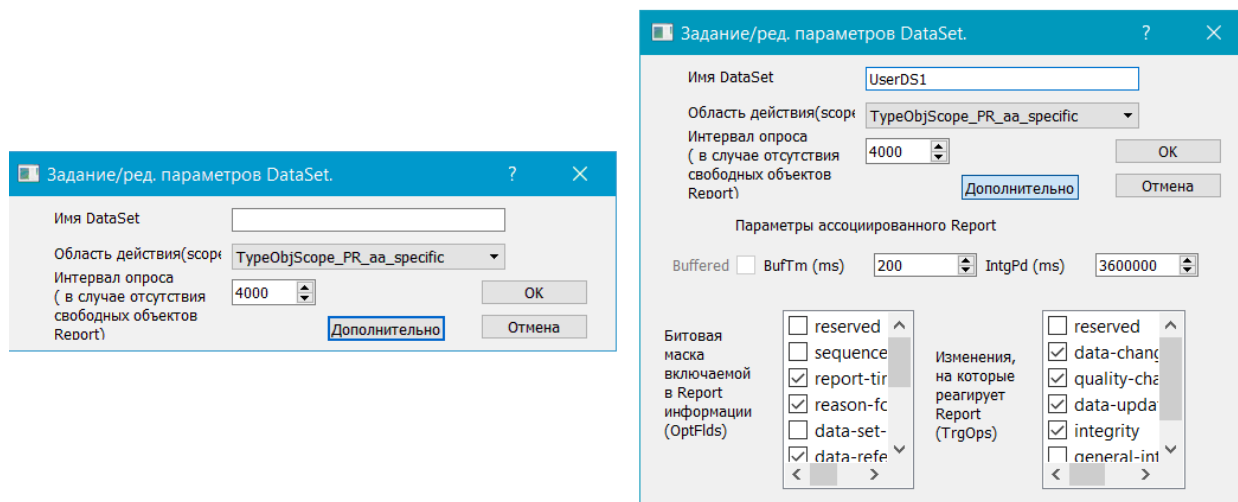 Задание/ред. параметров DataSet.
Имя DataSet
Область действия(scope
TypeObjScope_PR_aa_specific
Интервал опроса
( в случае отсутствия
свободных объектов
Report)
4000
OK
Дополнительно
Отмена
Задание/ред. параметров DataSet.
Имя DataSet
UserDS1
Область действия(scope
TypeObjScope_PR_aa_specific
Интервал опроса
( в случае отсутствия
свободных объектов
Report)
4000
OK
Дополнительно
Отмена
Параметры ассоциированного Report
Buffered
BufTm (ms)
200
IntgPd (ms)
3600000
Битовая
маска
включаемой
в Report
информации
(OptFlds)
reserved
sequence
report-tir
reason-fc
data-set-
data-refe
Изменения,
на которые
реагирует
Report
(TrgOps)
reserved
data-chang
quality-cha
data-updat
integrity
general-int